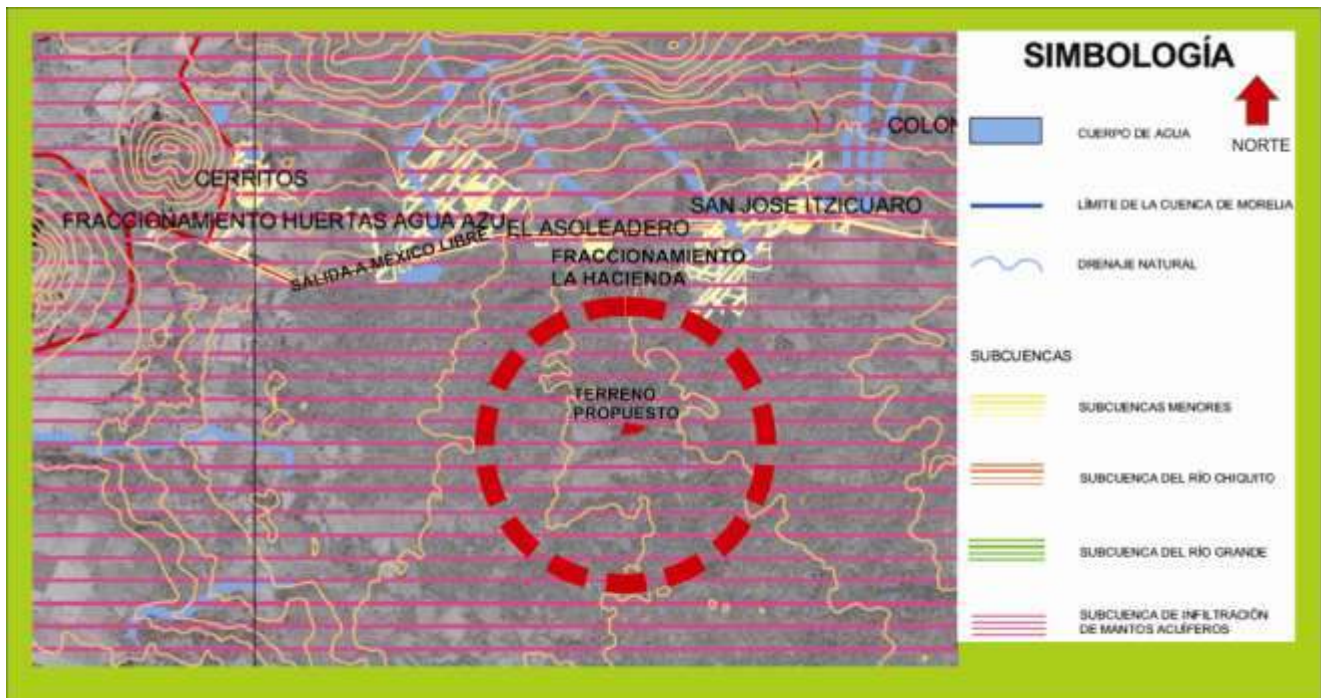 COLON
CERRITOS
FRACCIONAMIENTO HUERTAS AGUA AZU
SAN JOSE ITZICUARO
EL ASOLEADERO
SALIDA A MÉXICO LIBRE
FRACCIONAMIENTO
LA HACIENDA
TERRENO
PROPUESTO
SIMBOLOGÍA
NORTE
CUERPO DE AGUA
LÍMITE DE LA CUENCA DE MORELIA
DRENAJE NATURAL
SUBCUENCAS
SUBCUENCAS MENORES
SUBCUENCA DEL RÍO CHIQUITO
SUBCUENCA DEL RÍO GRANDE
SUBCUENCA DE INFILTRACIÓN
DE MANTOS ACUÍFEROS